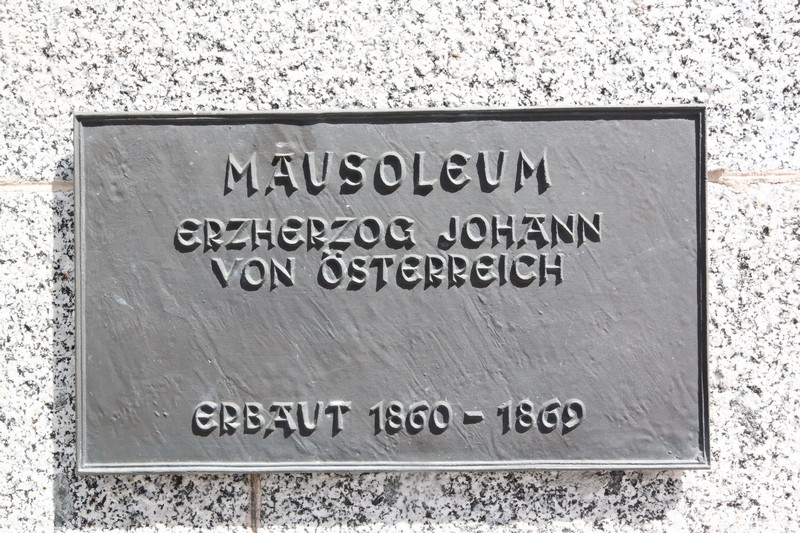 MAUSOLEUM
ERZHERZOG JOHANN
VON ÖSTERREICH
ERBAUT 1860 - 1869